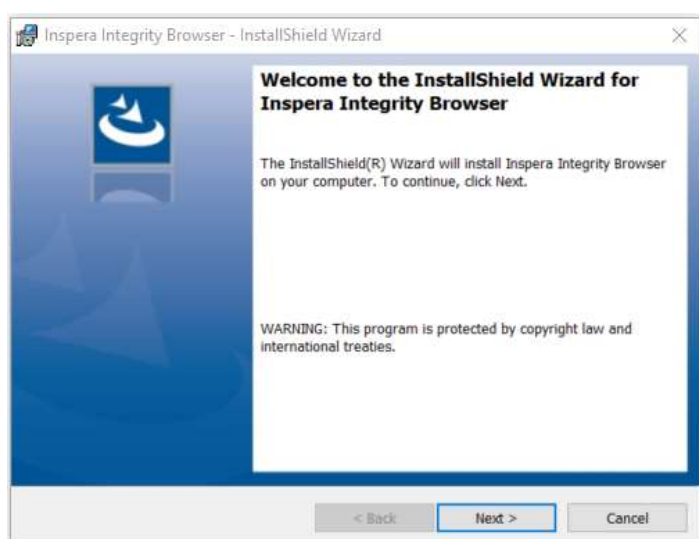 Inspera Integrity Browser - InstallShield Wizard
Welcome to the InstallShield Wizard for
Inspera Integrity Browser
The InstallShield(R) Wizard will install Inspera Integrity Browser
on your computer. To continue, click Next.
WARNING: This program is protected by copyright law and
international treaties.
< Back Next > Cancel